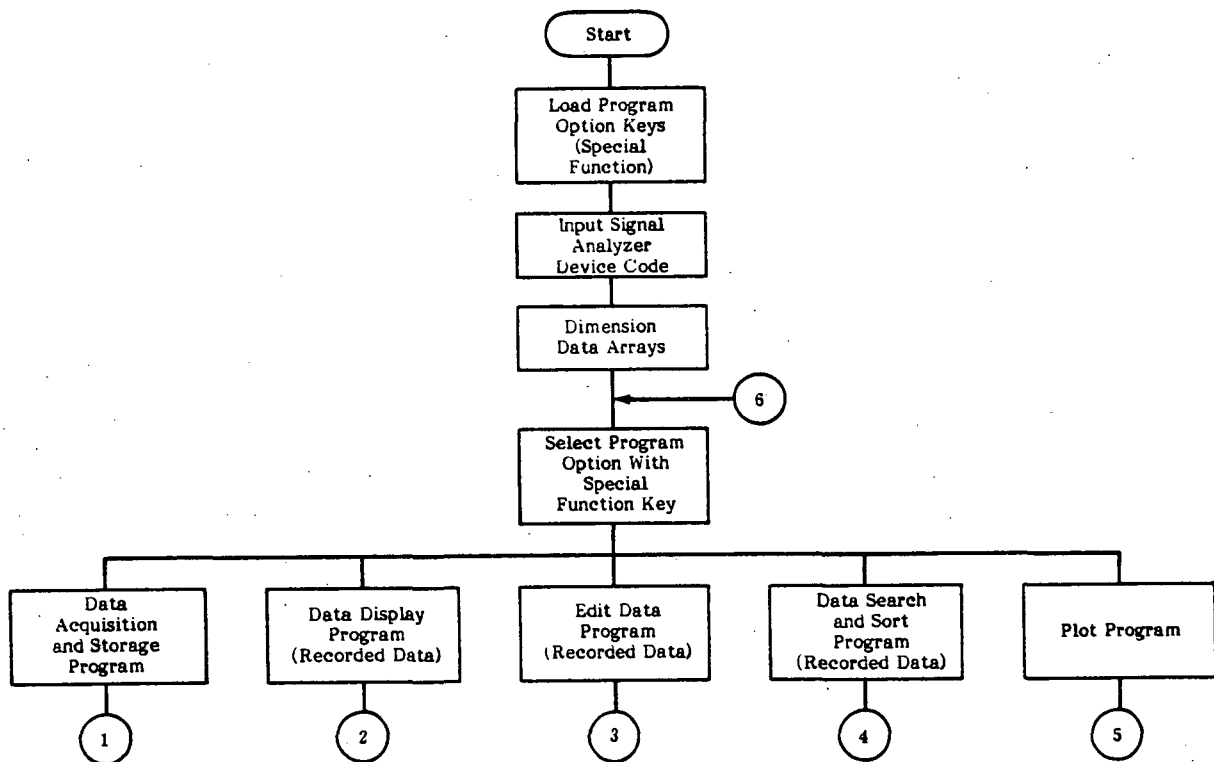 Start
Load Program
Option Keys
(Special
Function)
Input Signal
Analyzer
Device Code
Dimension
Data Arrays
6
Select Program
Option With
Special
Function Key
Data
Acquisition
and Storage
Program
Data Display
Program
(Recorded Data)
Edit Data
Program
(Recorded Data)
Data Search
and Sort
Program
(Recorded Data)
Plot Program
1
2
3
4
5